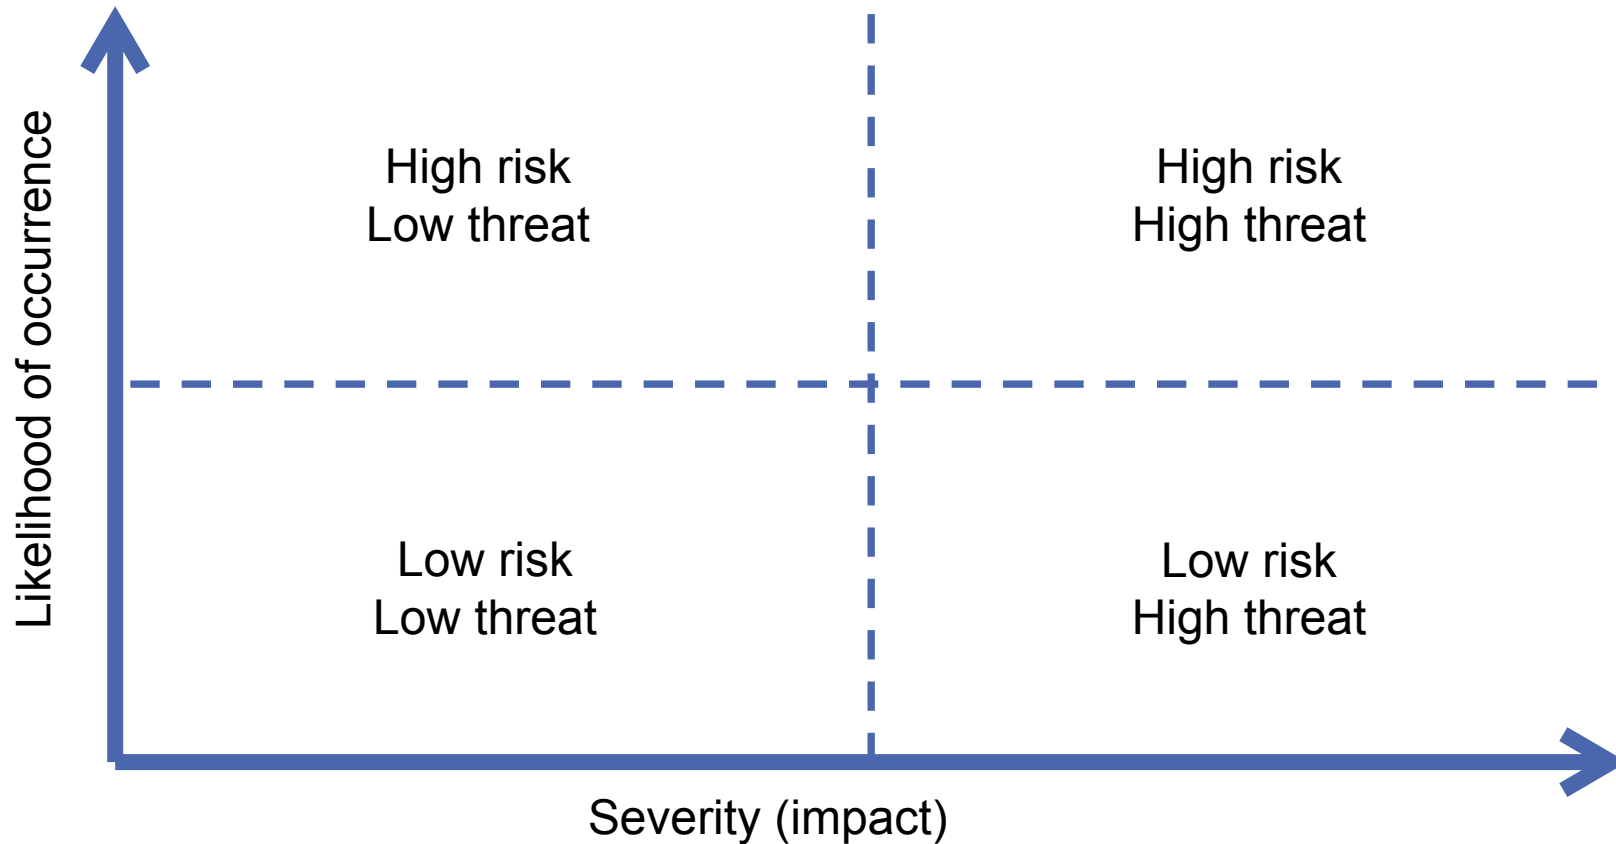 Likelihood of occurrence
High risk
Low threat
High risk
High threat
Low risk
Low threat
Low risk
High threat
Severity (impact)